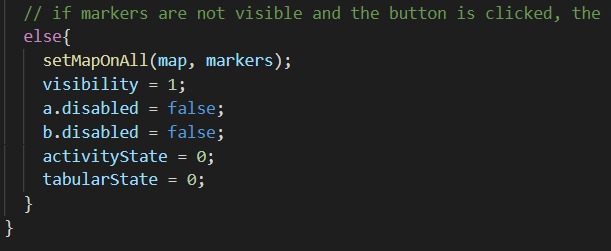 // if markers are not visible and the button is clicked, the
else{
setMapOnAll(map, markers);
visibility = 1;
a.disabled = false;
b.disabled = false;
activityState = 0;
tabularState = 0;
}
}